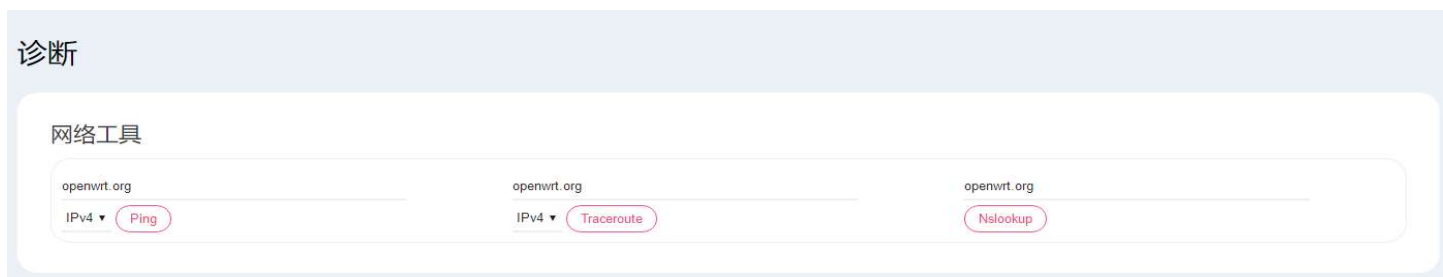 诊断
网络工具
openwrt.org openwrt.org openwrt.org
IPv4 Ping IPv4 Traceroute Nslookup